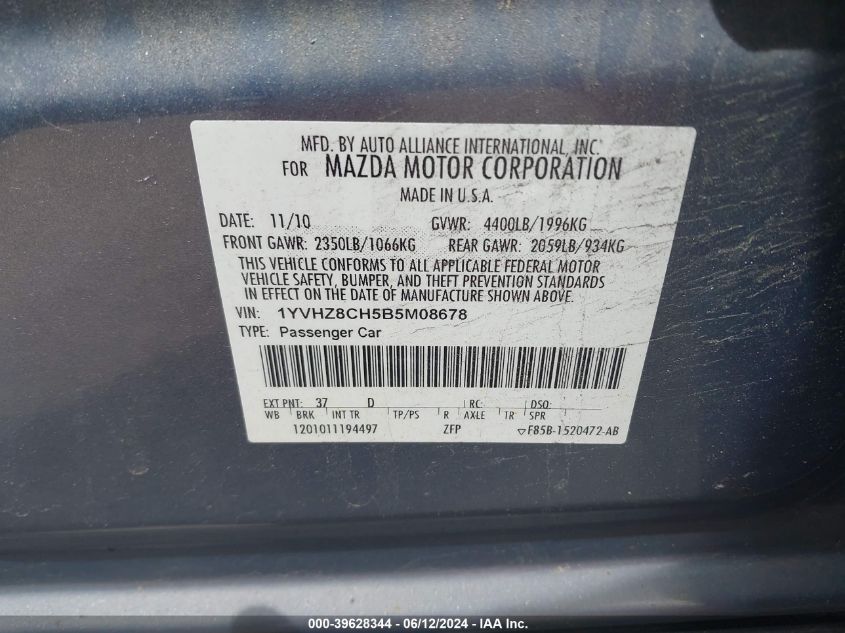 MFD. BY AUTO ALLIANCE INTERNATIONAL, INC.
FOR MAZDA MOTOR CORPORATION
MADE IN U.S.A.
DATE: 11/10 GVWR: 4400LB/1996KG
FRONT GAWR: 2350LB/1066KG REAR GAWR: 2059LB/934KG
THIS VEHICLE CONFORMS TO ALL APPLICABLE FEDERAL MOTOR
VEHICLE SAFETY, BUMPER, AND THEFT PREVENTION STANDARDS
IN EFFECT ON THE DATE OF MANUFACTURE SHOWN ABOVE.
VIN: 1YVHZ8CH5B5M08678
TYPE: Passenger Car
EXT PNT: 37 D RC: DSO:
WB BRK INT TR TP/PS R AXLE TR SPR
1201011194497 ZFP ▽F85B-1520472-AB
000-39628344 - 06/12/2024 - IAA Inc.